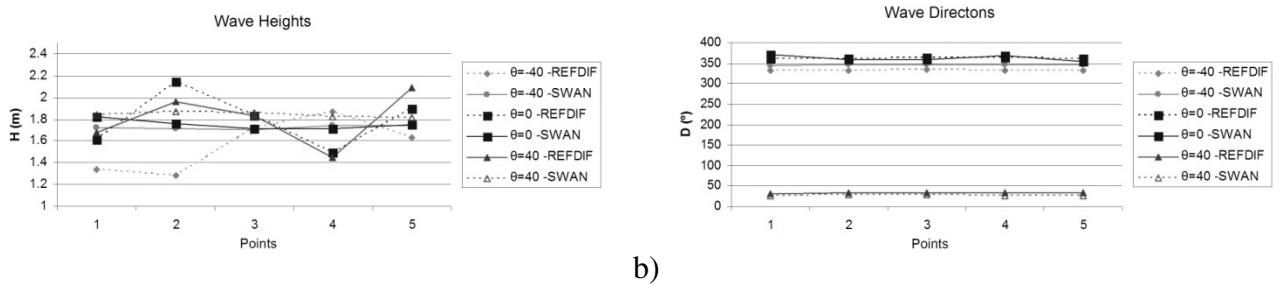 Wave Heights
2.4
2.2
2
1.8
1.6
1.4
1.2
1
H (m)
1 2 3 4 5
Points
θ=-40 -REFDIF
θ=-40 -SWAN
θ=0 -REFDIF
θ=0 -SWAN
θ=40 -REFDIF
θ=40 -SWAN
Wave Directons
400
350
300
250
200
150
100
50
0
D (º)
1 2 3 4 5
Points
θ=-40 -REFDIF
θ=-40 -SWAN
θ=0 -REFDIF
θ=0 -SWAN
θ=40 -REFDIF
θ=40 -SWAN
b)